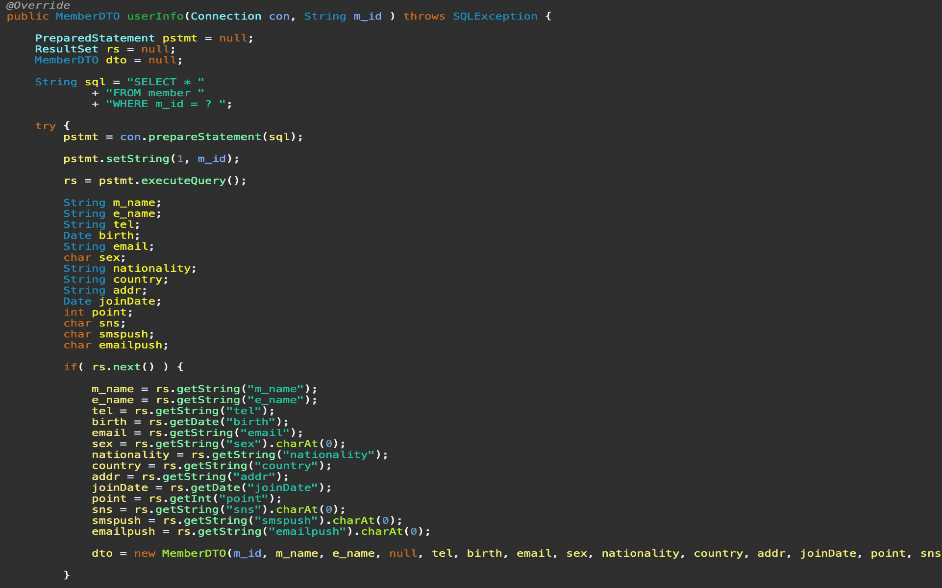 @Override
public MemberDTO userInfo(Connection con, String m_id ) throws SQLException {
PreparedStatement pstmt = null;
ResultSet rs = null;
MemberDTO dto = null;
String sql = "SELECT * "
+ "FROM member "
+ "WHERE m_id = ? ";
try {
pstmt = con.prepareStatement(sql);
pstmt.setString(1, m_id);
rs = pstmt.executeQuery();
String m_name;
String e_name;
String tel;
Date birth;
String email;
char sex;
String nationality;
String country;
String addr;
Date joinDate;
int point;
char sns;
char smspush;
char emailpush;
if( rs.next() ) {
m_name = rs.getString("m_name");
e_name = rs.getString("e_name");
tel = rs.getString("tel");
birth = rs.getDate("birth");
email = rs.getString("email");
sex = rs.getString("sex").charAt(0);
nationality = rs.getString("nationality");
country = rs.getString("country");
addr = rs.getString("addr");
joinDate = rs.getDate("joinDate");
point = rs.getInt("point");
sns = rs.getString("sns").charAt(0);
smspush = rs.getString("smspush").charAt(0);
emailpush = rs.getString("emailpush").charAt(0);
dto = new MemberDTO(m_id, m_name, e_name, null, tel, birth, email, sex, nationality, country, addr, joinDate, point, sns
}